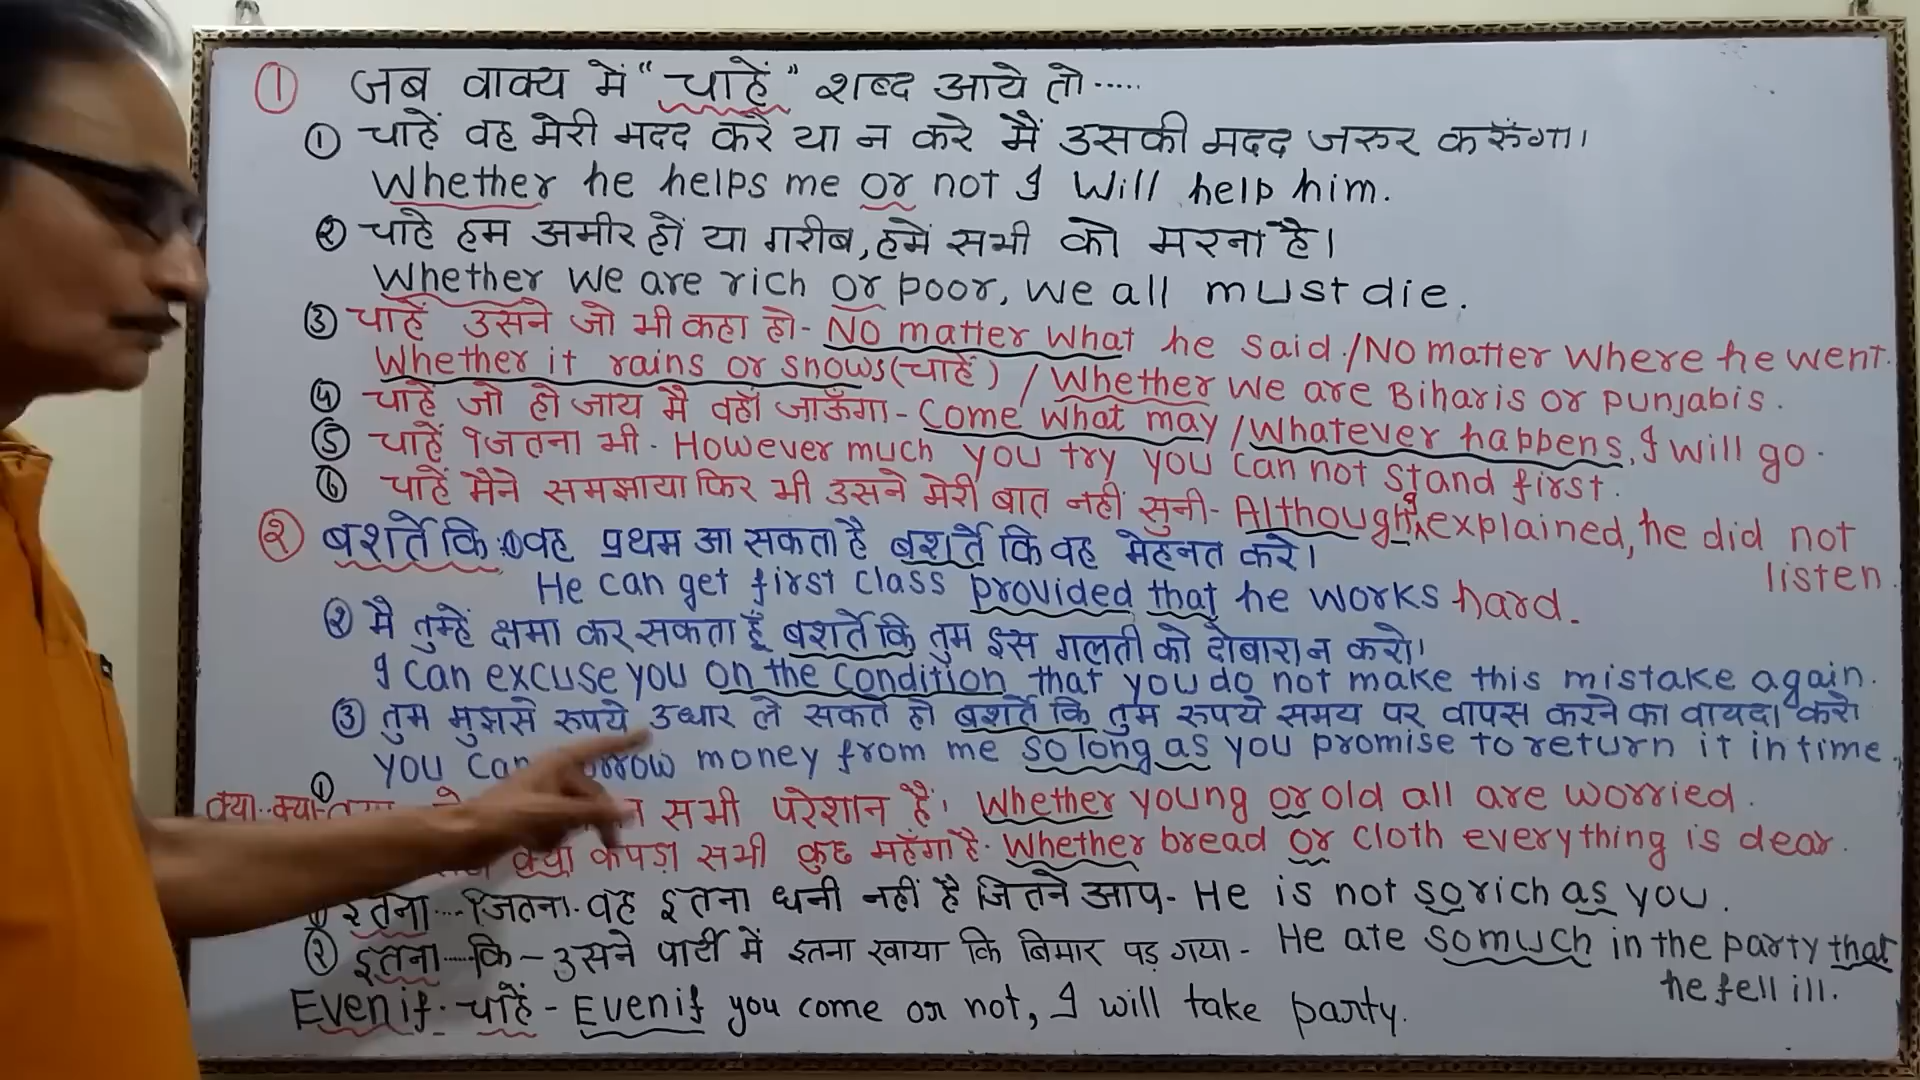 ① जब वाक्य में "चाहें" शब्द आये तो.....
① चाहें वह मेरी मदद करे या न करे मैं उसकी मदद जरुर करूँगा।
Whether he helps me or not I Will help him.
② चाहे हम अमीर हों या गरीब, हमें सभी को मरना है।
Whether We are rich or poor, we all must die.
③ चाहें उसने जो भी कहा हो - No matter what he said./No matter where he went.
Whether it rains or snows (चाहें) / Whether we are Biharis or punjabis.
④ चाहें जो हो जाय मै वहाँ जाऊँगा - Come what may / Whatever happens, I will go.
⑤ चाहें जितना भी - However much you try you can not stand first.
⑥ चाहें मैने समझाया फिर भी उसने मेरी बात नहीं सुनी - Although I explained, he did not listen.
② बशर्ते कि: ① वह प्रथम आ सकता है बशर्ते कि वह मेहनत करे।
He can get first class provided that he works hard.
② मै तुम्हें क्षमा कर सकता हूँ बशर्ते कि तुम इस गलती को दोबारा न करो।
I can excuse you on the condition that you do not make this mistake again.
③ तुम मुझसे रूपये उधार ले सकते हो बशर्ते कि तुम रुपये समय पर वापस करने का वायदा करो
you can money from me so long as you promise to return it in time.
क्या..क्या ① सभी परेशान हैं। Whether young or old all are worried.
क्या कपड़ा सभी कुछ महँगा है. Whether bread or cloth everything is dear.
① इतना...जितना. वह इतना धनी नहीं है जितने आप - He is not so rich as you.
② इतना.....कि - उसने पार्टी में इतना खाया कि बिमार पड़ गया - He ate so much in the party that he fell ill.
Even if. चाहें - Even if you come or not, I will take party.